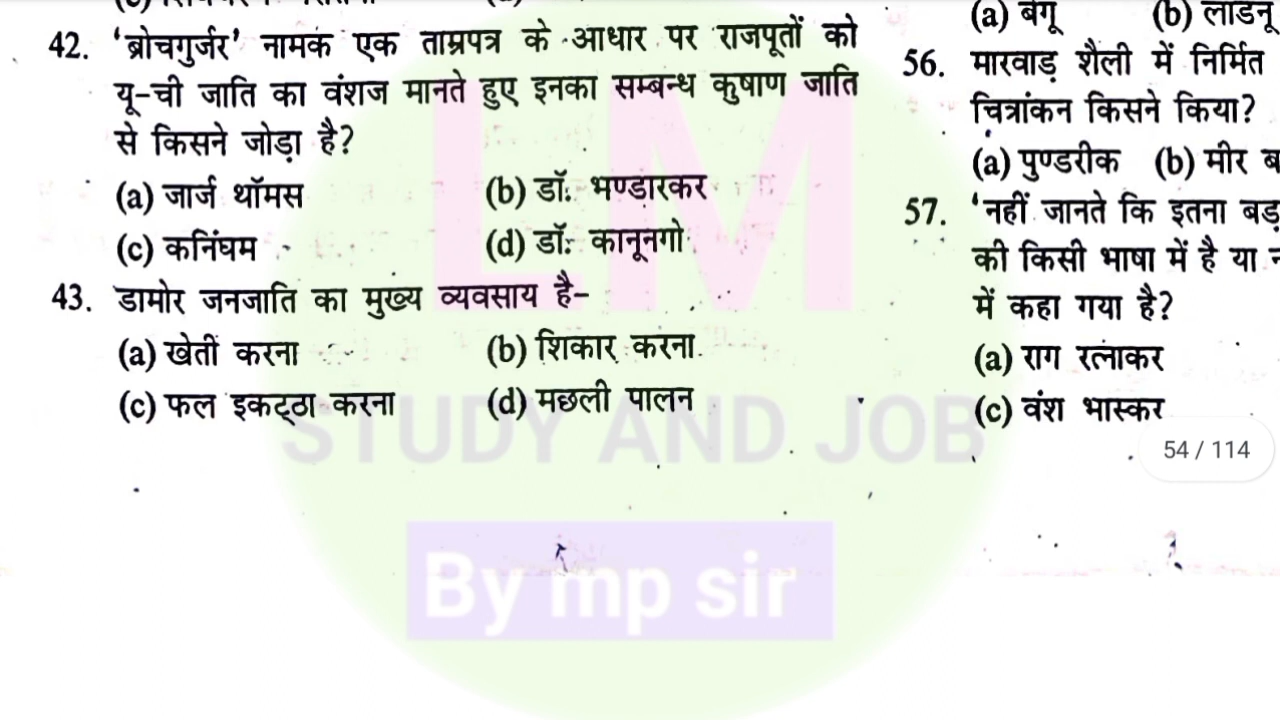 42. ‘ब्रोचगुर्जर’ नामक एक ताम्रपत्र के आधार पर राजपूतों को
यू-ची जाति का वंशज मानते हुए इनका सम्बन्ध कुषाण जाति
से किसने जोड़ा है?
(a) जार्ज थॉमस (b) डॉ. भण्डारकर
(c) कनिंघम (d) डॉ. कानूनगो
43. डामोर जनजाति का मुख्य व्यवसाय है–
(a) खेती करना (b) शिकार करना
(c) फल इकट्ठा करना (d) मछली पालन
(a) बेगू (b) लाडनू
56. मारवाड़ शैली में निर्मित
चित्रांकन किसने किया?
(a) पुण्डरीक (b) मीर ब
57. ‘नहीं जानते कि इतना बड़
की किसी भाषा में है या
में कहा गया है?
(a) राग रत्नाकर
(c) वंश भास्कर
54 / 114
LM
STUDY AND JOB
By mp sir